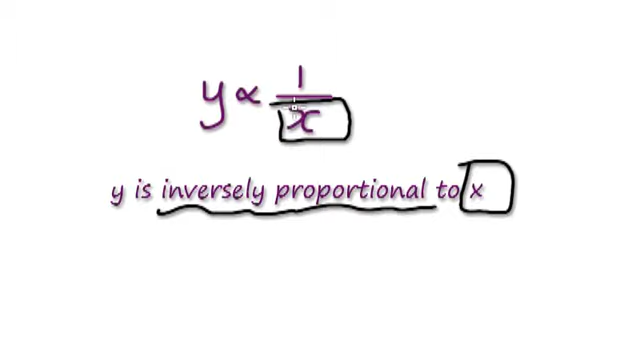 y ∝ 1/x
y is inversely proportional to x